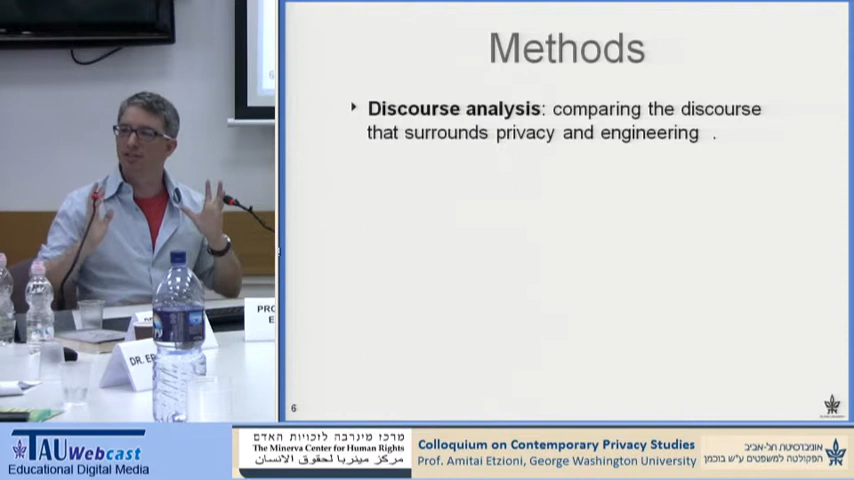 Methods
Discourse analysis: comparing the discourse
that surrounds privacy and engineering .
6
DR. E
PRO
E
TAU Webcast
Educational Digital Media
מרכז מינרבה לזכויות האדם
The Minerva Center for Human Rights
مركز مينربا لحقوق الانسان
Colloquium on Contemporary Privacy Studies
Prof. Amitai Etzioni, George Washington University
אוניברסיטת תל-אביב
הפקולטה למשפטים ע"ש בוכמן